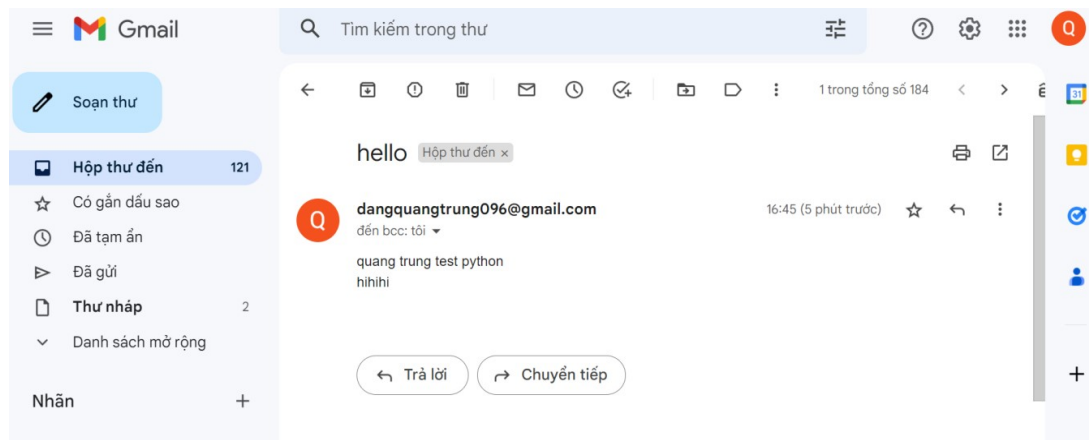 Gmail
Tìm kiếm trong thư
Q
Soạn thư
1 trong tổng số 184
31
hello Hộp thư đến ×
Hộp thư đến 121
Có gắn dấu sao
Đã tạm ẩn
Đã gửi
Thư nháp 2
Danh sách mở rộng
Nhãn
Q
dangquangtrung096@gmail.com
16:45 (5 phút trước)
đến bcc: tôi
quang trung test python
hihihi
Trả lời
Chuyển tiếp